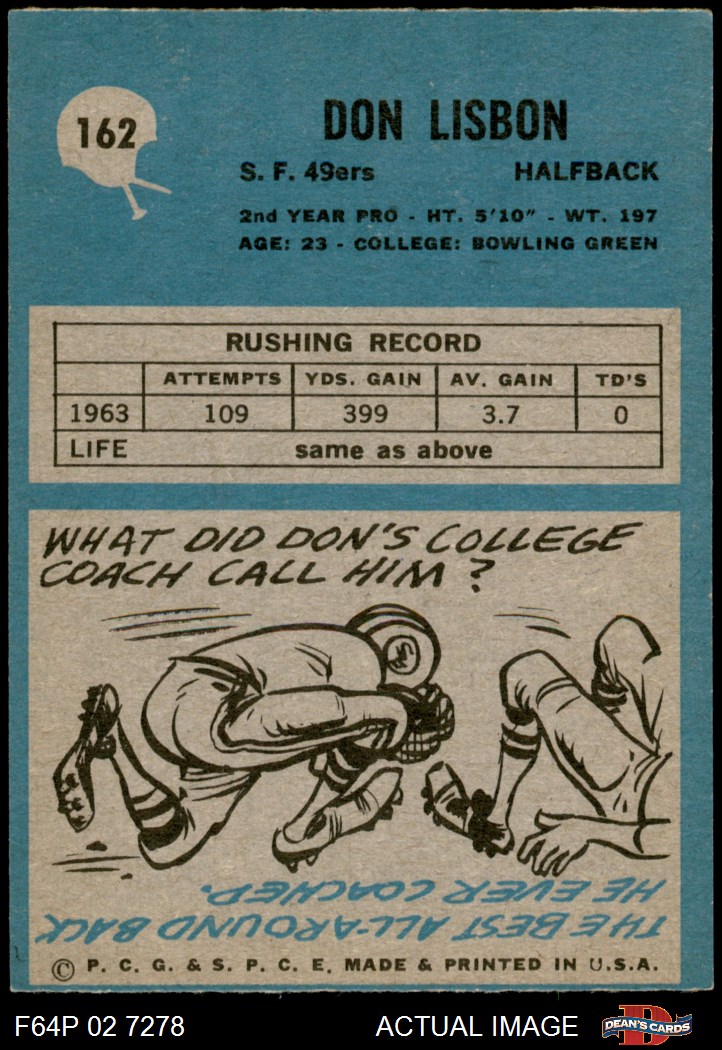 162
DON LISBON
S. F. 49ers HALFBACK
2nd YEAR PRO - HT. 5'10" - WT. 197
AGE: 23 - COLLEGE: BOWLING GREEN
RUSHING RECORD
ATTEMPTS YDS. GAIN AV. GAIN TD'S
1963 109 399 3.7 0
LIFE same as above
WHAT DID DON'S COLLEGE
COACH CALL HIM?
THE BEST ALL-AROUND BACK
HE EVER COACHED.
© P. C. G. & S. P. C. E. MADE & PRINTED IN U.S.A.
F64P 02 7278 ACTUAL IMAGE D DEAN'S CARDS